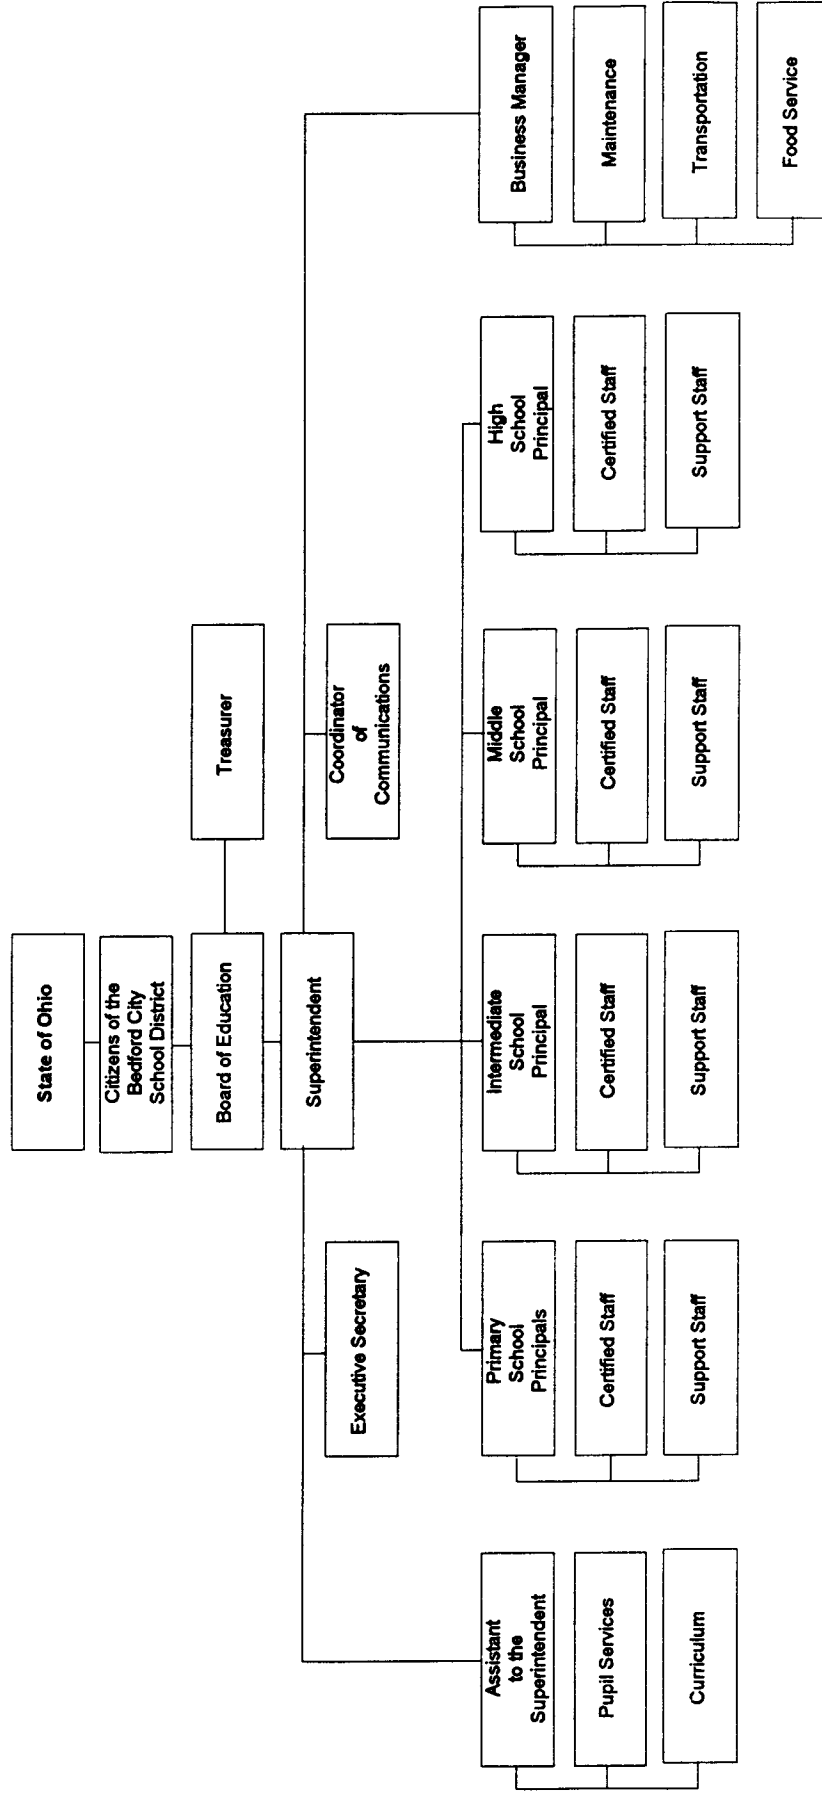 State of Ohio
Citizens of the
Bedford City
School District
Board of Education
Treasurer
Superintendent
Executive Secretary
Coordinator
of
Communications
Assistant
to the
Superintendent
Pupil Services
Curriculum
Primary
School
Principals
Certified Staff
Support Staff
Intermediate
School
Principal
Certified Staff
Support Staff
Middle
School
Principal
Certified Staff
Support Staff
High
School
Principal
Certified Staff
Support Staff
Business Manager
Maintenance
Transportation
Food Service